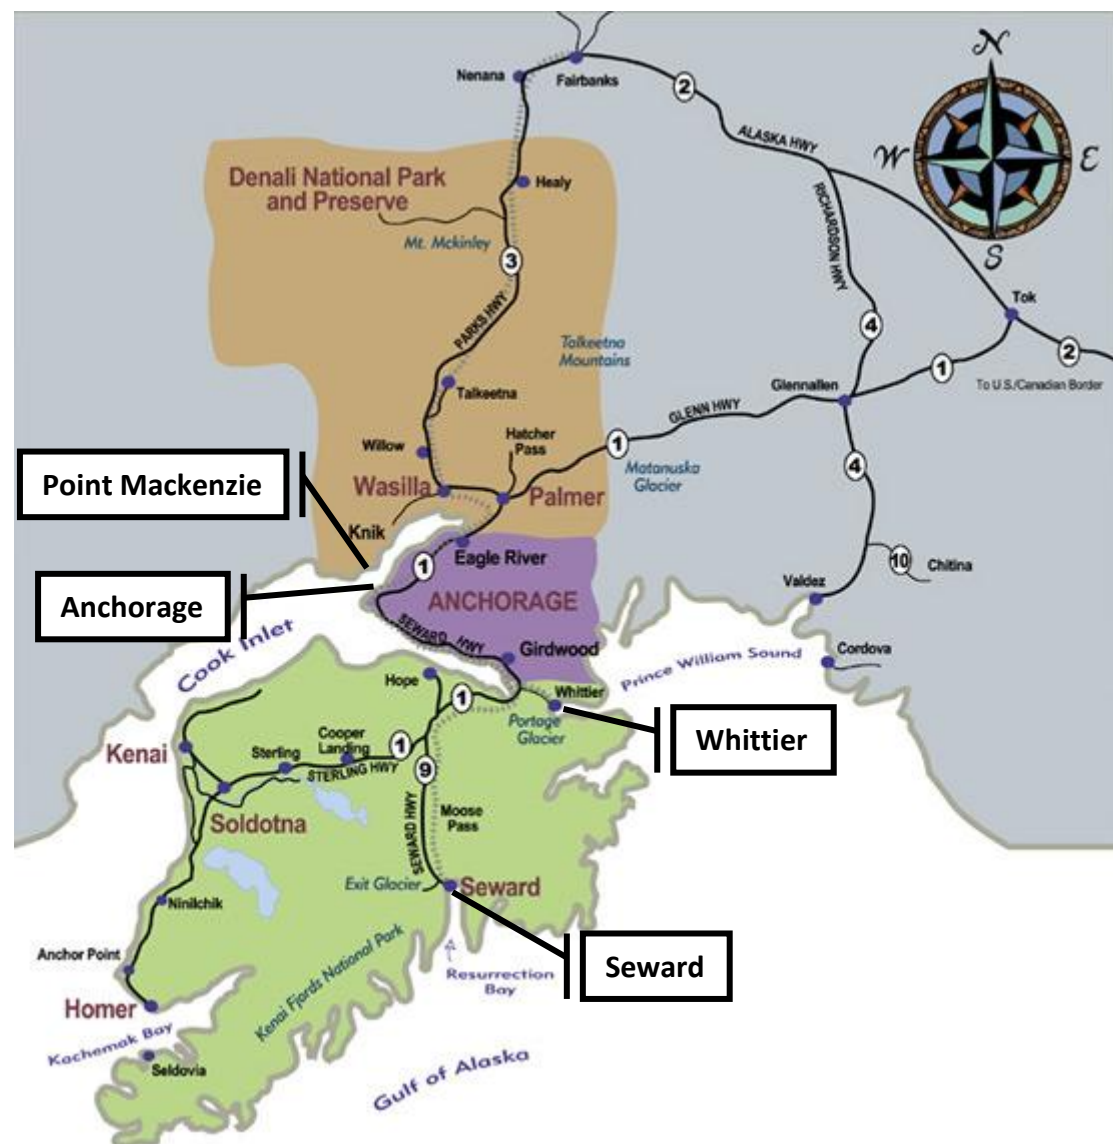 N
Nenana
Fairbanks
2
ALASKA HWY
W
E
S
Denali National Park
and Preserve
Healy
Mt. Mckinley
3
RICHARDSON HWY
PARKS HWY
Talkeetna
Mountains
Tok
4
2
1
To U.S./Canadian Border
Talkeetna
Glennallen
GLENN HWY
Hatcher
Pass
Willow
1
Matanuska
Glacier
4
Point Mackenzie
Wasilla
Palmer
Knik
Eagle River
1
10
Chitina
Valdez
Anchorage
ANCHORAGE
SEWARD HWY
Cook Inlet
Girdwood
Prince William Sound
Cordova
Hope
1
Whittier
Portage
Glacier
Whittier
Kenai
Sterling
Cooper
Landing
1
STERLING HWY
9
Soldotna
SEWARD HWY
Moose
Pass
Exit Glacier
Seward
Ninilchik
Anchor Point
Kenai Fjords National Park
Resurrection
Bay
Seward
Homer
Kachemak Bay
Seldovia
Gulf of Alaska